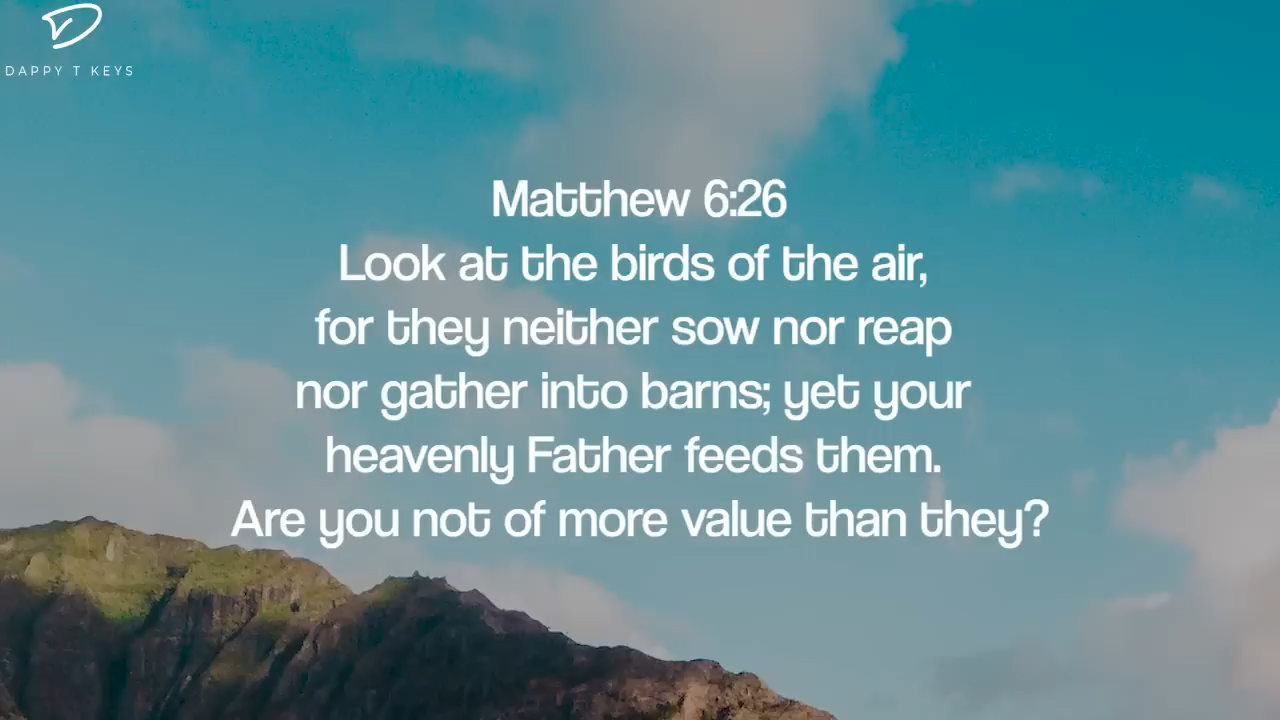 DAPPY T KEYS
Matthew 6:26
Look at the birds of the air,
for they neither sow nor reap
nor gather into barns; yet your
heavenly Father feeds them.
Are you not of more value than they?